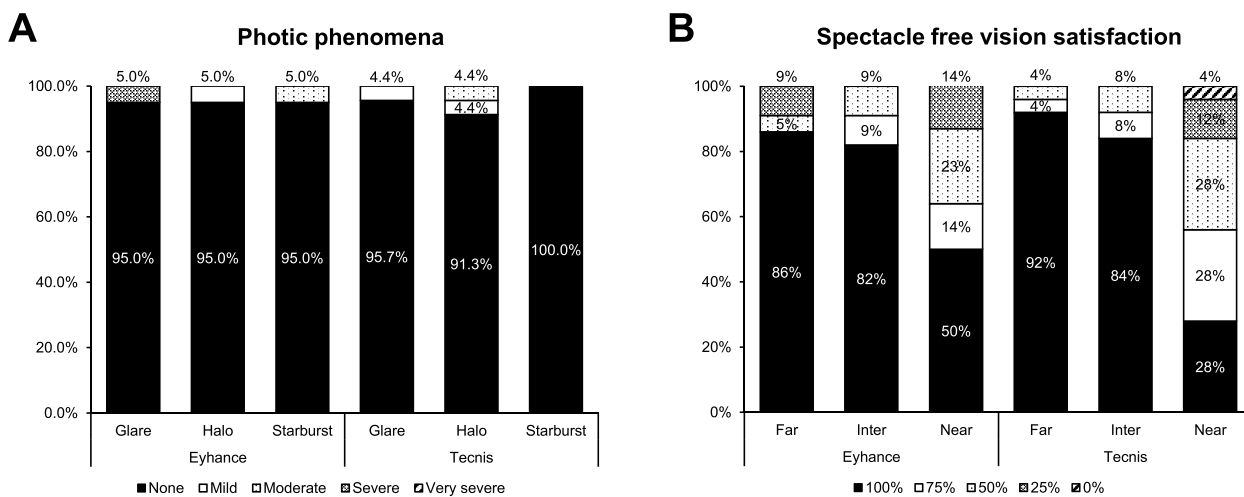 A
Photic phenomena
5.0% 5.0% 5.0% 4.4% 4.4%
100.0%
4.4%
80.0%
60.0%
95.0% 95.0% 95.0% 95.7% 91.3% 100.0%
40.0%
20.0%
0.0%
Glare Halo Starburst Glare Halo Starburst
Eyhance Tecnis
None Mild Moderate Severe Very severe
B
Spectacle free vision satisfaction
9% 9% 14% 4% 8% 4%
100%
5% 9% 4% 8% 12%
80%
23% 28%
60%
14%
86% 82% 92% 84%
40%
28%
50%
20%
28%
0%
Far Inter Near Far Inter Near
Eyhance Tecnis
100% 75% 50% 25% 0%